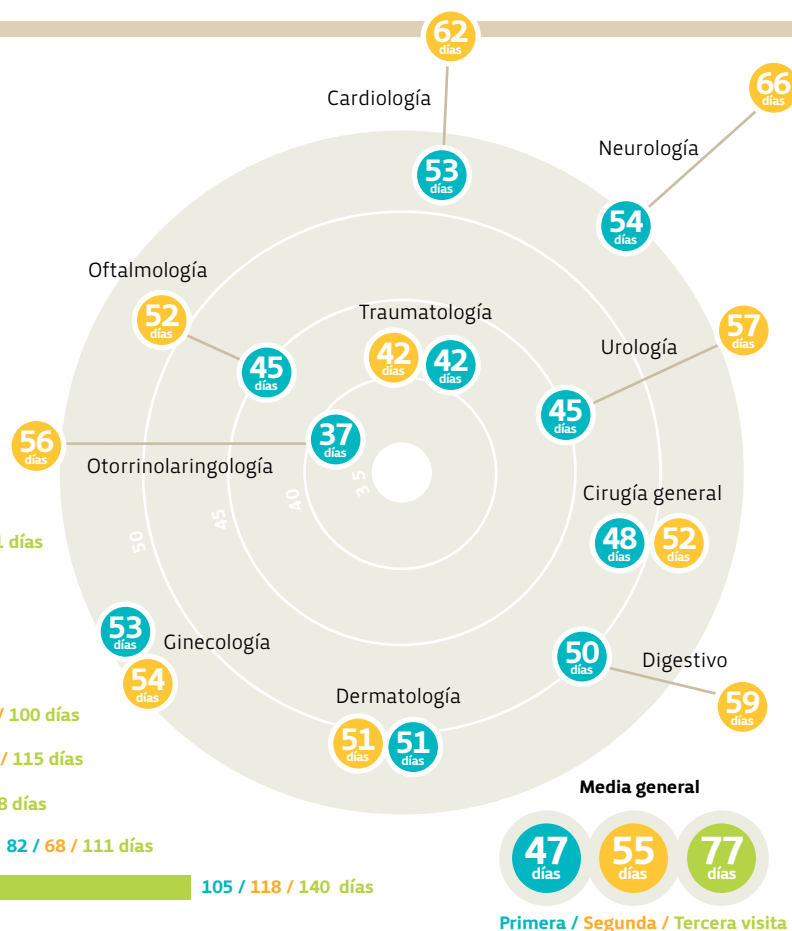 62
días
Cardiología
66
días
Neurología
53
días
54
días
Oftalmología
52
días
Traumatología
57
días
Urología
42
días
42
días
45
días
45
días
37
días
56
días
Otorrinolaringología
35
40
45
50
Cirugía general
48
días
52
días
días
53
días
Ginecología
54
días
50
días
Digestivo
59
días
Dermatología
51
días
51
días
/ 100 días
/ 115 días
8 días
82 / 68 / 111 días
105 / 118 / 140 días
Media general
47
días
55
días
77
días
Primera / Segunda / Tercera visita